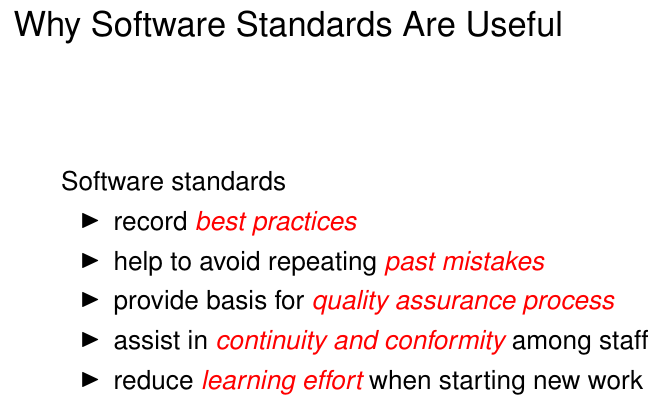 Why Software Standards Are Useful
Software standards
▶ record best practices
▶ help to avoid repeating past mistakes
▶ provide basis for quality assurance process
▶ assist in continuity and conformity among staff
▶ reduce learning effort when starting new work